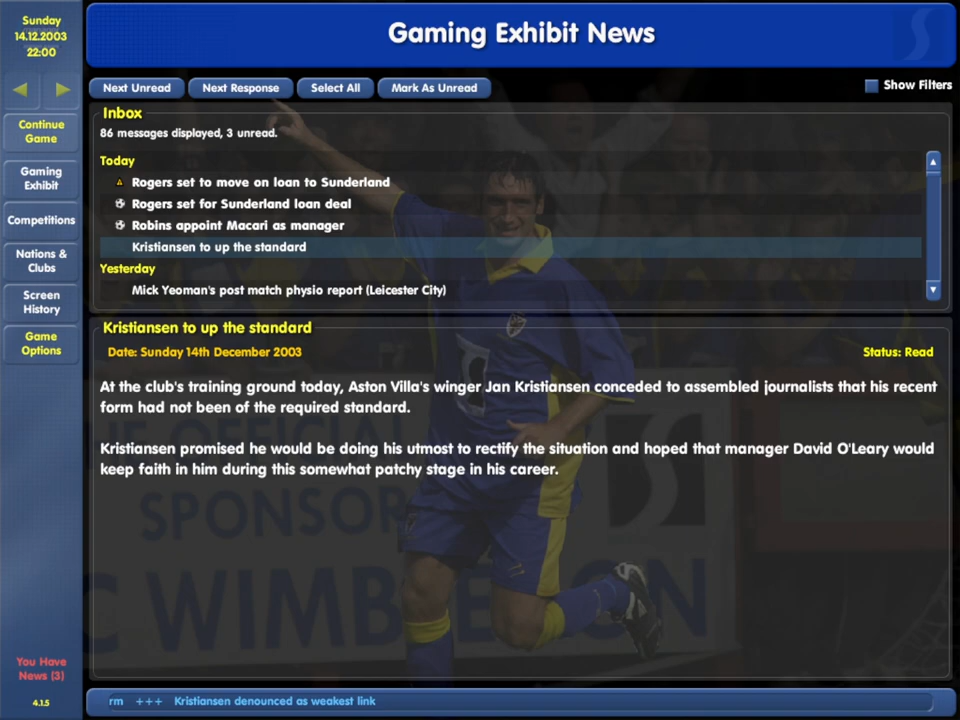 Sunday
14.12.2003
22:00
Gaming Exhibit News
Next Unread
Next Response
Select All
Mark As Unread
Show Filters
Continue
Game
Gaming
Exhibit
Competitions
Nations &
Clubs
Screen
History
Game
Options
Inbox
86 messages displayed, 3 unread.
Today
Rogers set to move on loan to Sunderland
Rogers set for Sunderland loan deal
Robins appoint Macari as manager
Kristiansen to up the standard
Yesterday
Mick Yeoman's post match physio report (Leicester City)
Kristiansen to up the standard
Date: Sunday 14th December 2003
Status: Read
At the club's training ground today, Aston Villa's winger Jan Kristiansen conceded to assembled journalists that his recent
form had not been of the required standard.
Kristiansen promised he would be doing his utmost to rectify the situation and hoped that manager David O'Leary would
keep faith in him during this somewhat patchy stage in his career.
OFFICIAL
SPONSOR
C WIMBLEDON
You Have
News (3)
4.1.5
rm +++ Kristiansen denounced as weakest link